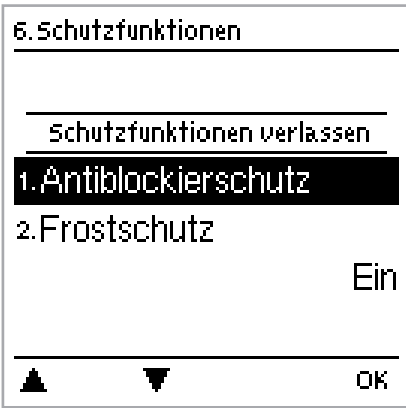 6.Schutzfunktionen
Schutzfunktionen verlassen
1.Antiblockierschutz
2.Frostschutz
Ein
▲ ▼ OK